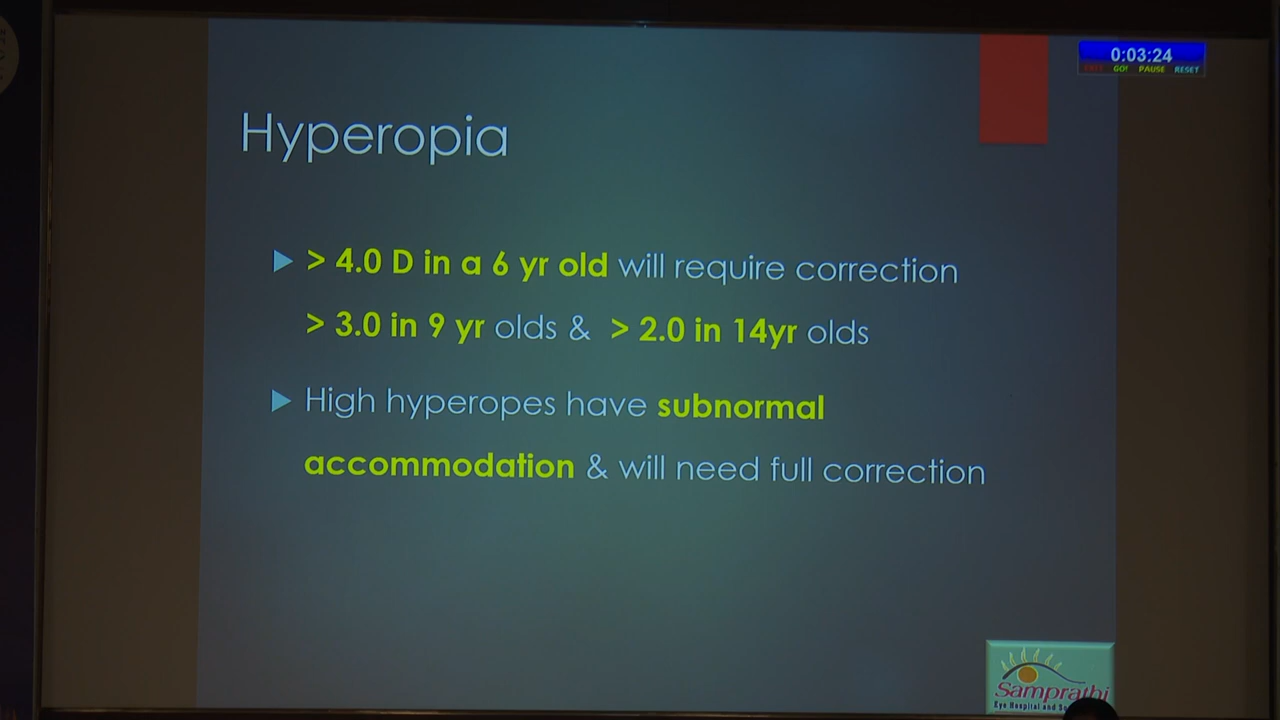 0:03:24
GO! PAUSE RESET
Hyperopia
> 4.0 D in a 6 yr old will require correction
> 3.0 in 9 yr olds & > 2.0 in 14yr olds
High hyperopes have subnormal
accommodation & will need full correction
Samprathi
Eye Hospital and